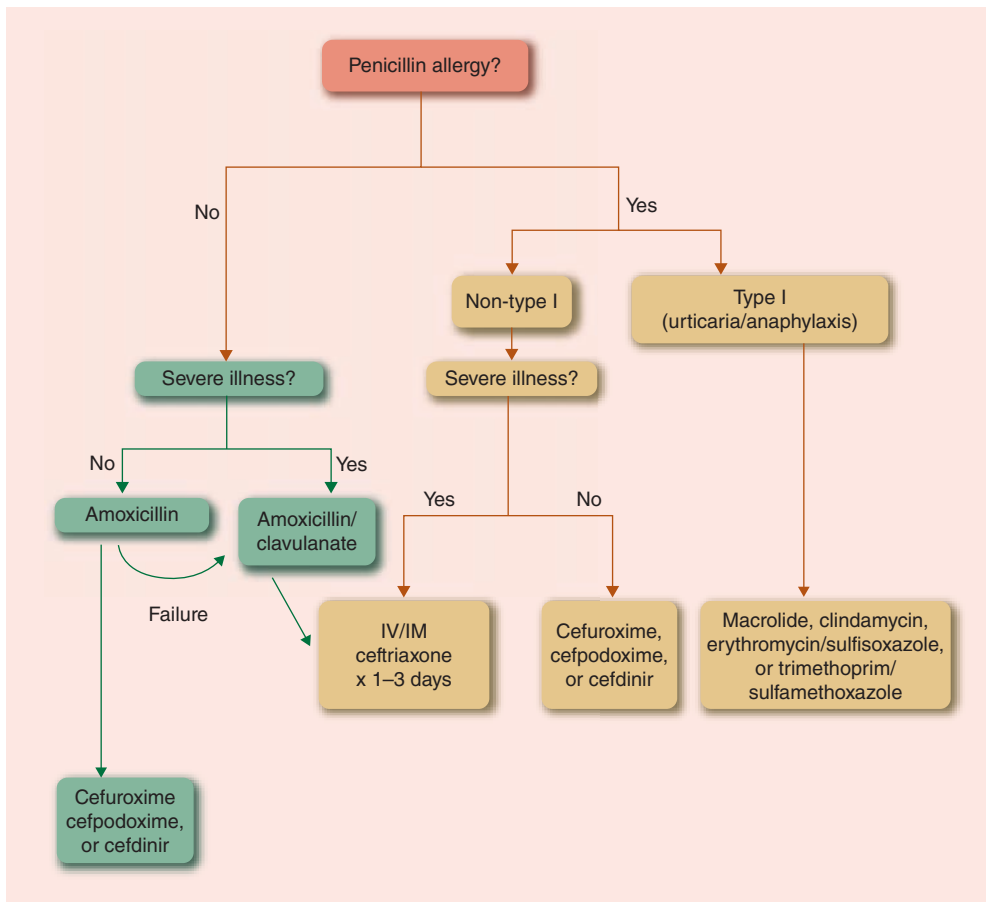 Penicillin allergy?
No
Yes
Non-type I
Type I
(urticaria/anaphylaxis)
Severe illness?
Severe illness?
No
Yes
Yes
No
Amoxicillin
Amoxicillin/
clavulanate
Failure
IV/IM
ceftriaxone
x 1–3 days
Cefuroxime,
cefpodoxime,
or cefdinir
Macrolide, clindamycin,
erythromycin/sulfisoxazole,
or trimethoprim/
sulfamethoxazole
Cefuroxime
cefpodoxime,
or cefdinir